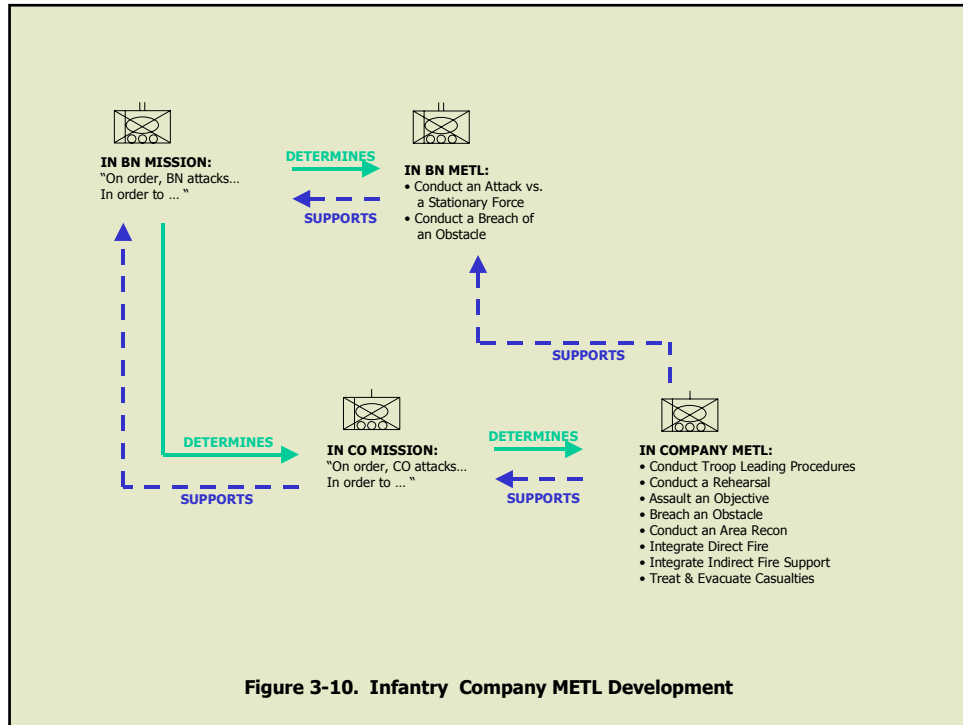 IN BN MISSION:
"On order, BN attacks…
In order to … "
DETERMINES
SUPPORTS
IN BN METL:
• Conduct an Attack vs.
a Stationary Force
• Conduct a Breach of
an Obstacle
SUPPORTS
DETERMINES
SUPPORTS
IN CO MISSION:
"On order, CO attacks…
In order to … "
DETERMINES
SUPPORTS
IN COMPANY METL:
• Conduct Troop Leading Procedures
• Conduct a Rehearsal
• Assault an Objective
• Breach an Obstacle
• Conduct an Area Recon
• Integrate Direct Fire
• Integrate Indirect Fire Support
• Treat & Evacuate Casualties
Figure 3-10. Infantry Company METL Development